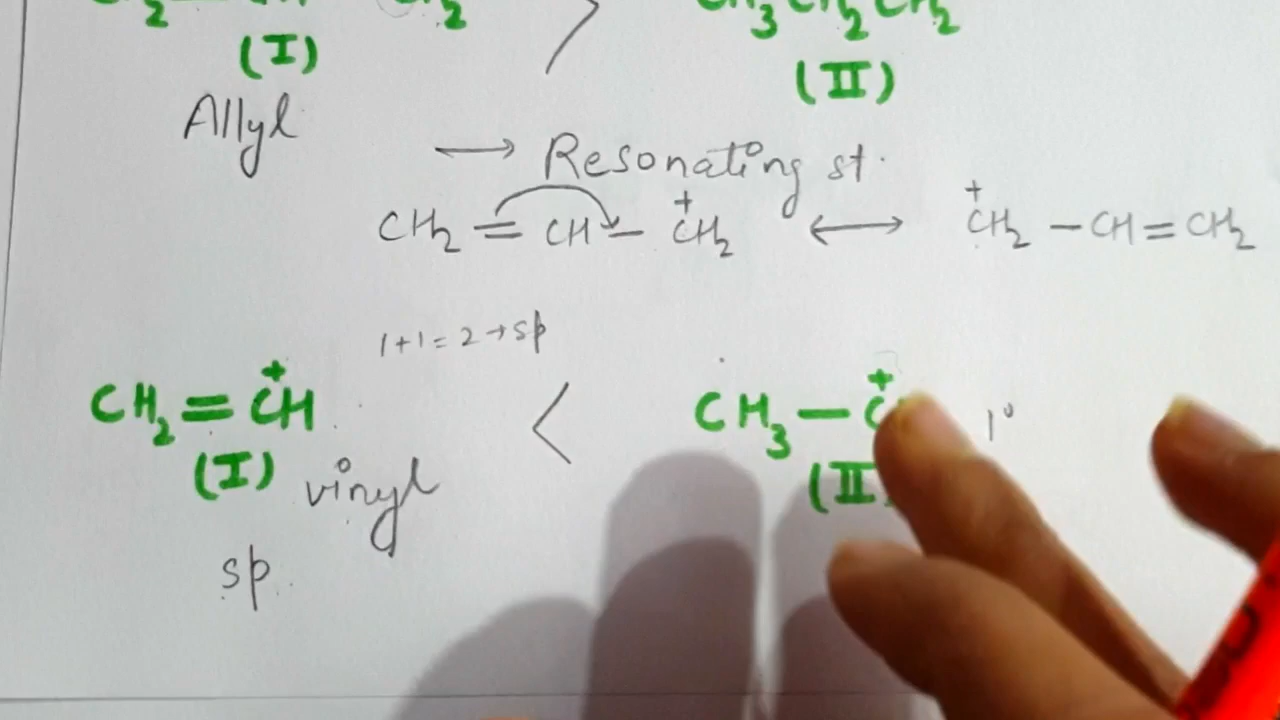 (I) > (II)
Allyl
→ Resonating st.
CH₂ = CH – C⁺H₂ ↔ C⁺H₂ – CH = CH₂
1+1=2→sp
CH₂ = C⁺H < CH₃ – C⁺ 1°
(I) vinyl (II
sp